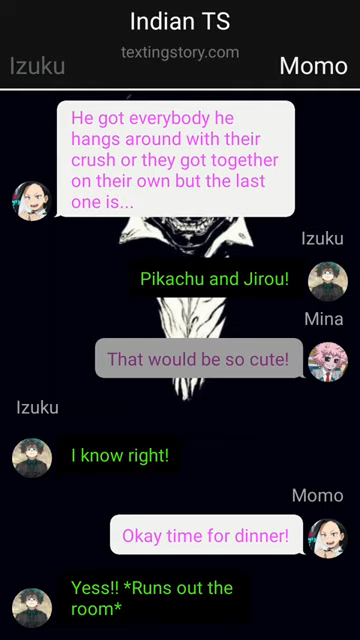 Indian TS
textingstory.com
Izuku
Momo
He got everybody he
hangs around with their
crush or they got together
on their own but the last
one is...
Izuku
Pikachu and Jirou!
Mina
That would be so cute!
Izuku
I know right!
Momo
Okay time for dinner!
Yess!! *Runs out the
room*